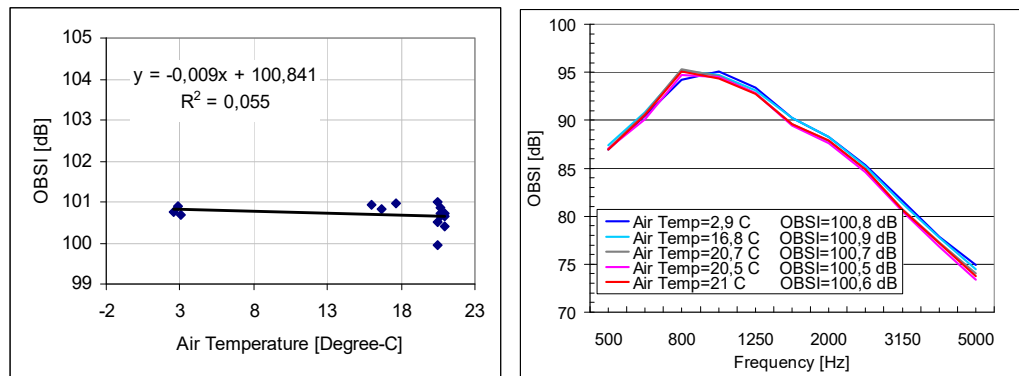 105
104
103
102
101
100
99
y = -0,009x + 100,841
R² = 0,055
OBSI [dB]
-2 3 8 13 18 23
Air Temperature [Degree-C]
100
95
90
85
80
75
70
OBSI [dB]
Air Temp=2,9 C OBSI=100,8 dB
Air Temp=16,8 C OBSI=100,9 dB
Air Temp=20,7 C OBSI=100,7 dB
Air Temp=20,5 C OBSI=100,5 dB
Air Temp=21 C OBSI=100,6 dB
500 800 1250 2000 3150 5000
Frequency [Hz]